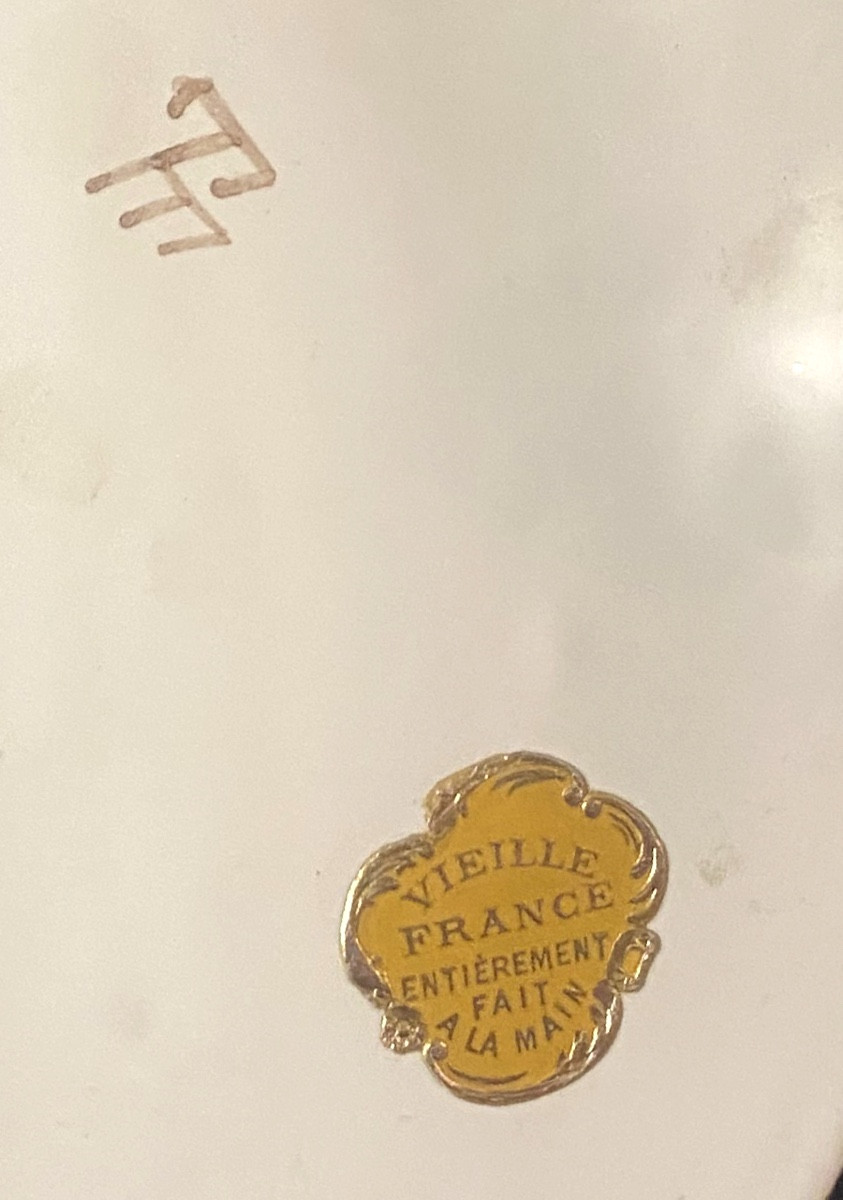 VIEILLE
FRANCE
ENTIÈREMENT
FAIT
A LA MAIN